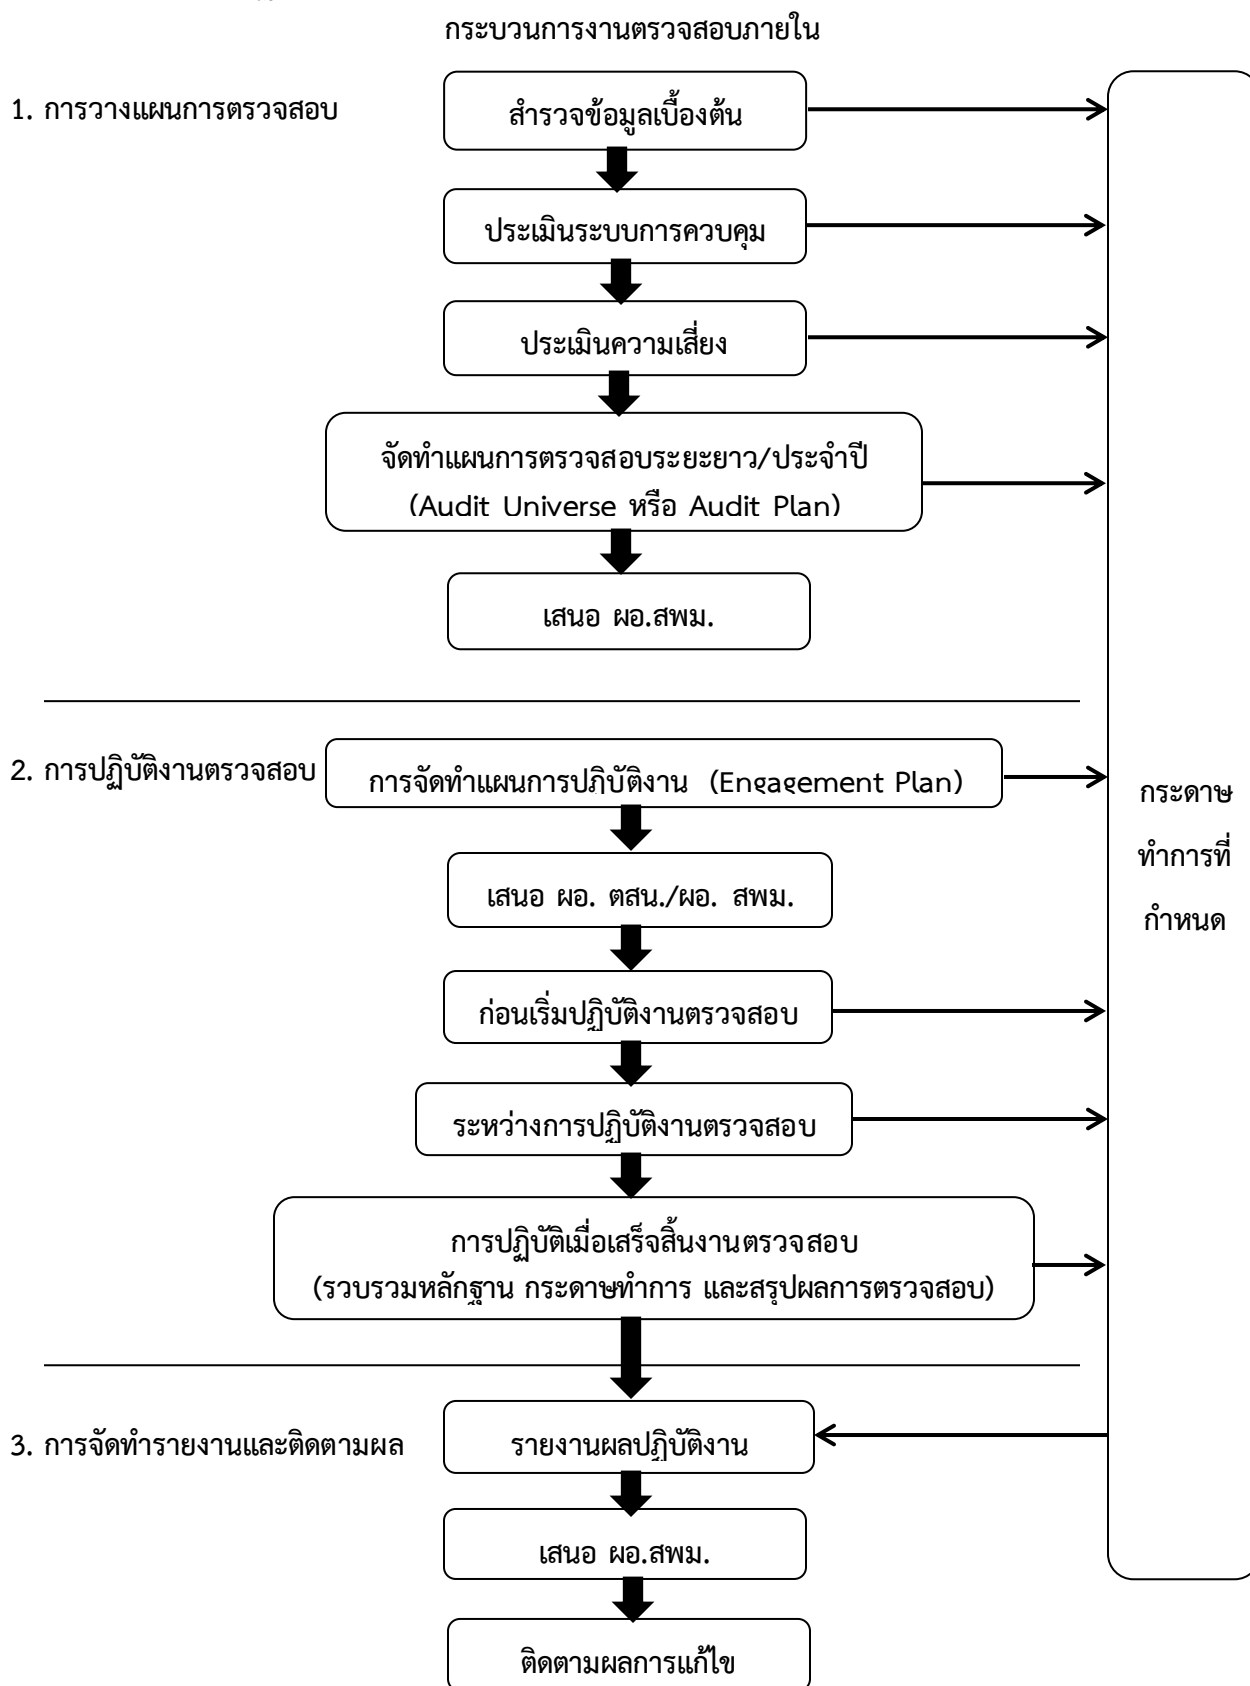 กระบวนการงานตรวจสอบภายใน
1. การวางแผนการตรวจสอบ
สำรวจข้อมูลเบื้องต้น
ประเมินระบบการควบคุม
ประเมินความเสี่ยง
จัดทำแผนการตรวจสอบระยะยาว/ประจำปี
(Audit Universe หรือ Audit Plan)
เสนอ ผอ.สพม.
2. การปฏิบัติงานตรวจสอบ
การจัดทำแผนการปฏิบัติงาน (Engagement Plan)
เสนอ ผอ. ตสน./ผอ. สพม.
ก่อนเริ่มปฏิบัติงานตรวจสอบ
ระหว่างการปฏิบัติงานตรวจสอบ
การปฏิบัติเมื่อเสร็จสิ้นงานตรวจสอบ
(รวบรวมหลักฐาน กระดาษทำการ และสรุปผลการตรวจสอบ)
กระดาษ
ทำการที่
กำหนด
3. การจัดทำรายงานและติดตามผล
รายงานผลปฏิบัติงาน
เสนอ ผอ.สพม.
ติดตามผลการแก้ไข